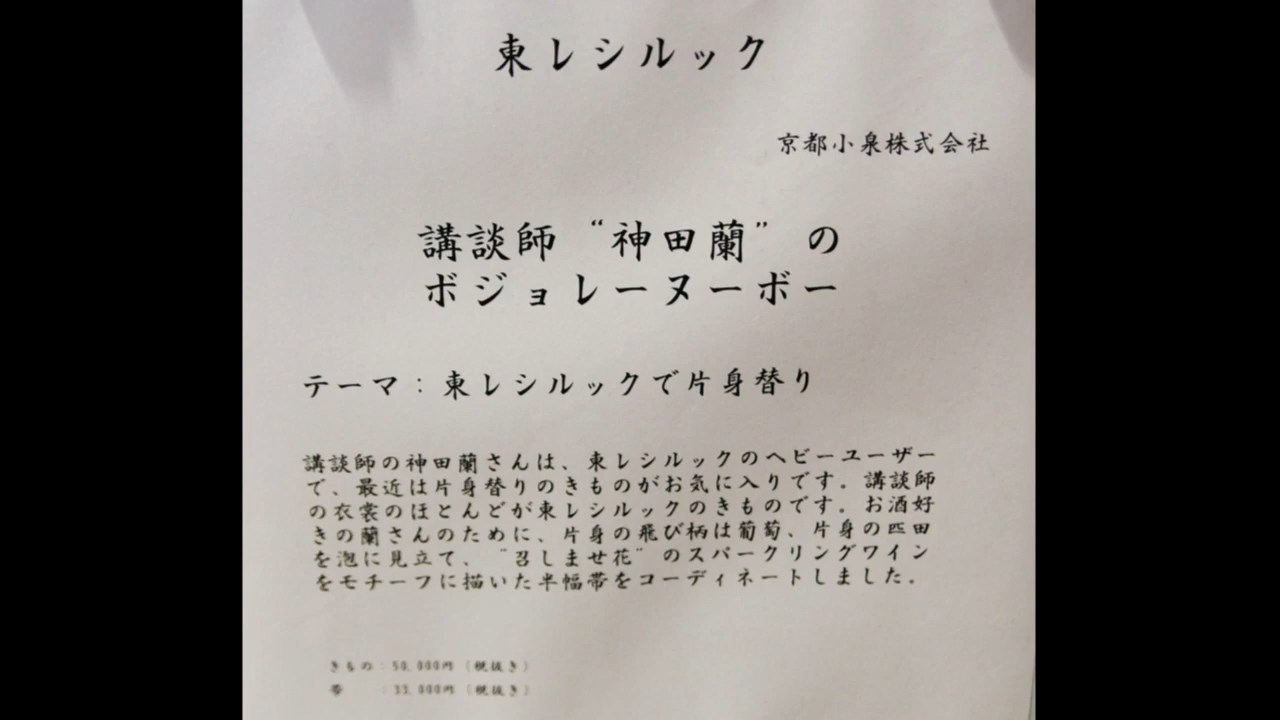 東レシルック
京都小泉株式会社
講談師 “神田蘭” の
ボジョレーヌーボー
テーマ：東レシルックで片身替り
講談師の神田蘭さんは、東レシルックのヘビーユーザー
で、最近は片身替りのきものがお気に入りです。講談師
の衣裳のほとんどが東レシルックのきものです。お酒好
きの蘭さんのために、片身の飛び柄は葡萄、片身の匹田
を泡に見立て、“召しませ花”のスパークリングワイン
をモチーフに描いた半幅帯をコーディネートしました。
きもの：50,000円（税抜き）
帯　　：33,000円（税抜き）